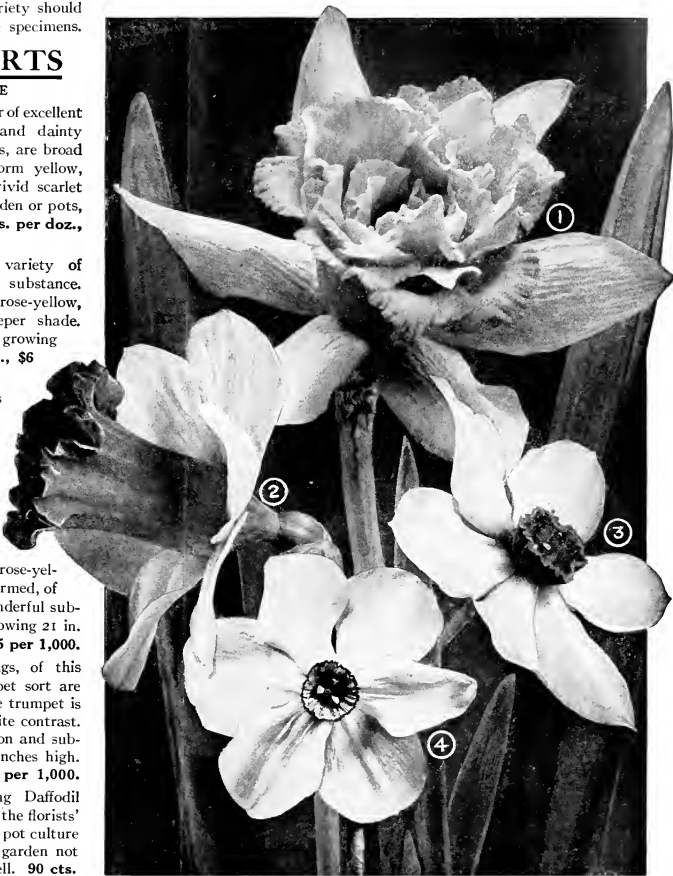 riety should
specimens.
RTS
E
r of excellent
and dainty
s, are broad
orm yellow,
ivid scarlet
den or pots,
s. per doz.,
variety of
substance.
rose-yellow,
eper shade.
growing
., $6
s
rose-yel-
rmed, of
nderful sub-
owing 21 in.
5 per 1,000.
gs, of this
pet sort are
e trumpet is
ite contrast.
on and sub-
nches high.
per 1,000.
ng Daffodil
the florists'
pot culture
garden not
ell. 90 cts.
1
2
3
4